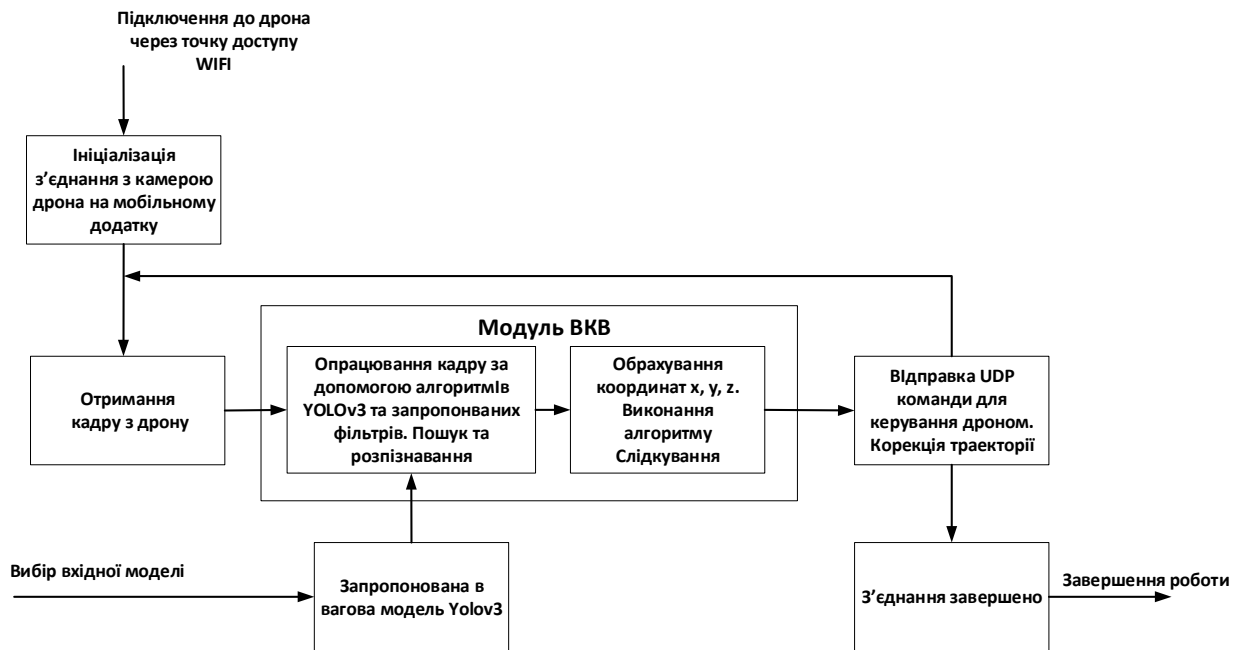 Підключення до дрона
через точку доступу
WIFI
Ініціалізація
з’єднання з камерою
дрона на мобільному
додатку
Модуль ВКВ
Отримання
кадру з дрону
Опрацювання кадру за
допомогою алгоритмІв
YOLOv3 та запропонваних
фільтрів. Пошук та
розпізнавання
Обрахування
координат x, y, z.
Виконання
алгоритму
Слідкування
ВІдправка UDP
команди для
керування дроном.
Корекція траекторії
Вибір вхідної моделі
Запропонована в
вагова модель Yolov3
З’єднання завершено
Завершення роботи